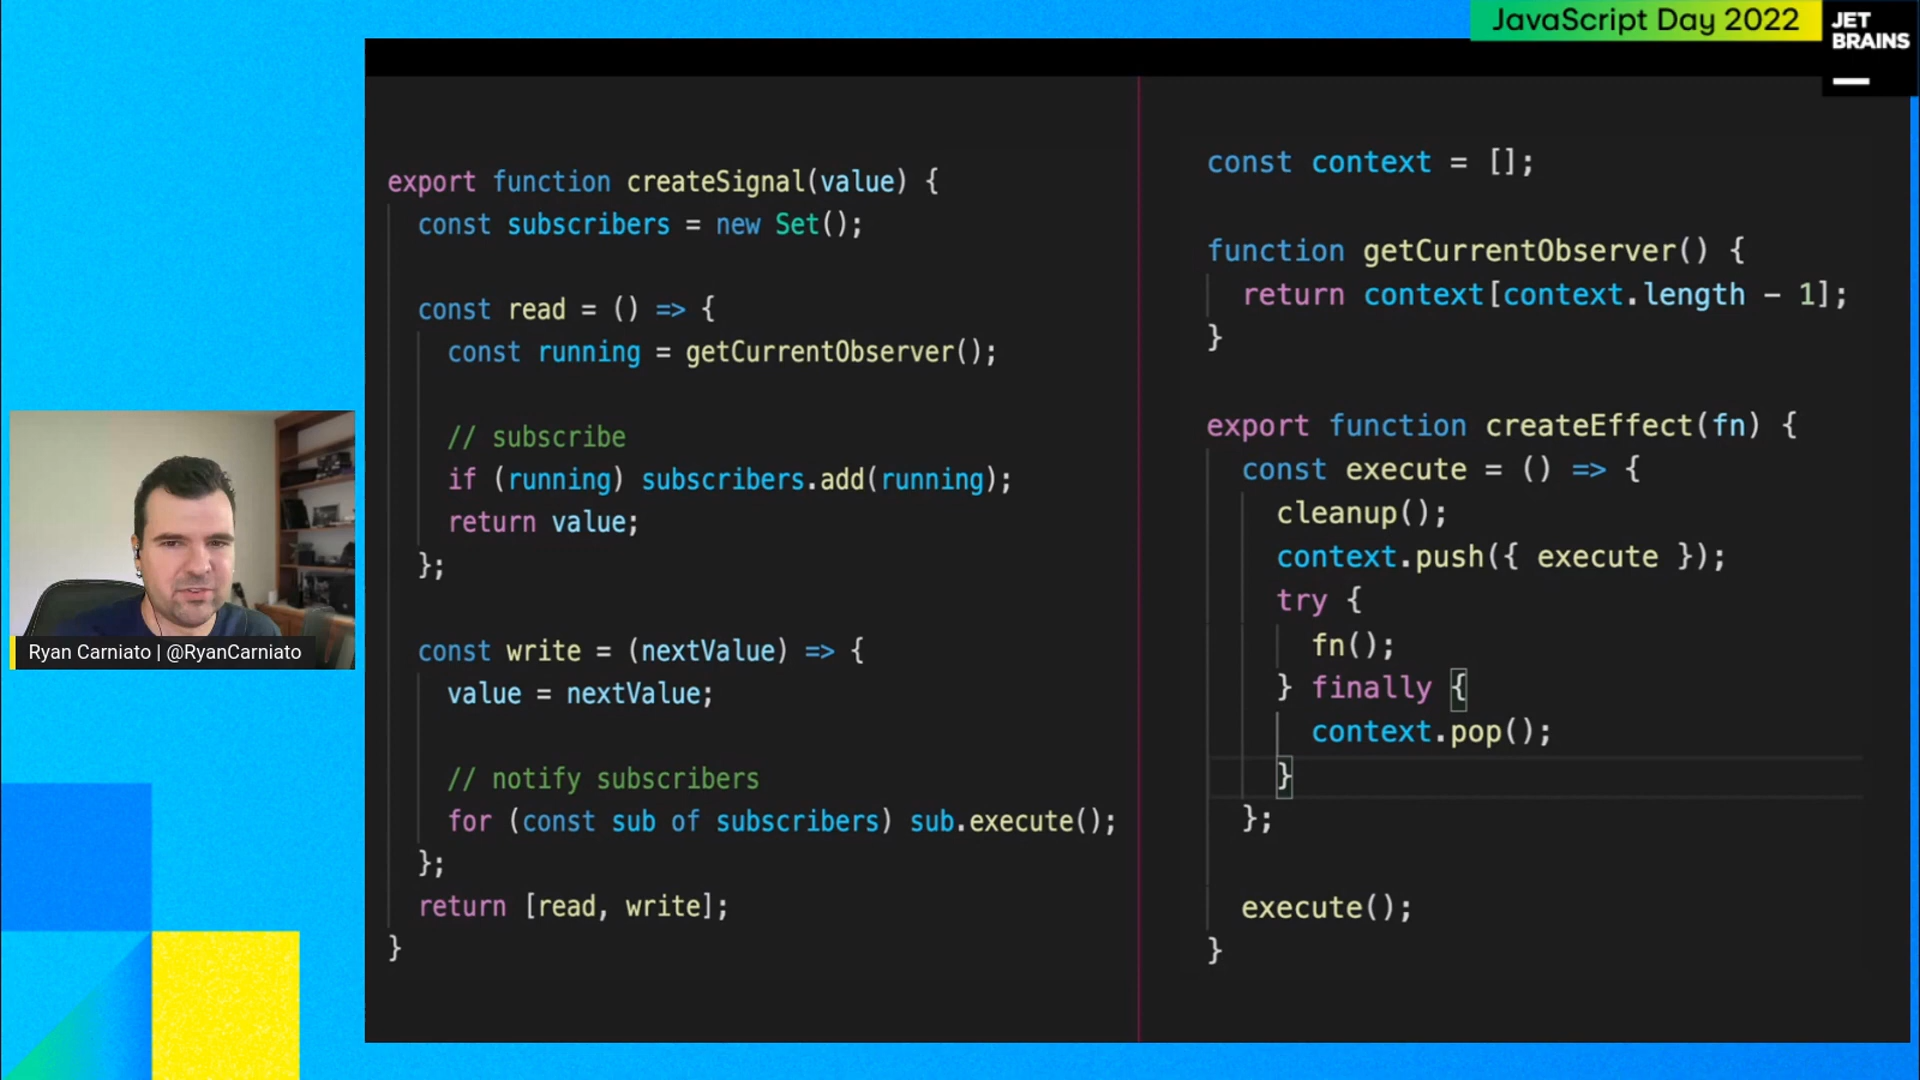 JavaScript Day 2022
JET
BRAINS
export function createSignal(value) {
  const subscribers = new Set();

  const read = () => {
    const running = getCurrentObserver();

    // subscribe
    if (running) subscribers.add(running);
    return value;
  };

  const write = (nextValue) => {
    value = nextValue;

    // notify subscribers
    for (const sub of subscribers) sub.execute();
  };
  return [read, write];
}
const context = [];

function getCurrentObserver() {
  return context[context.length - 1];
}

export function createEffect(fn) {
  const execute = () => {
    cleanup();
    context.push({ execute });
    try {
      fn();
    } finally {
      context.pop();
    }
  };

  execute();
}
Ryan Carniato | @RyanCarniato